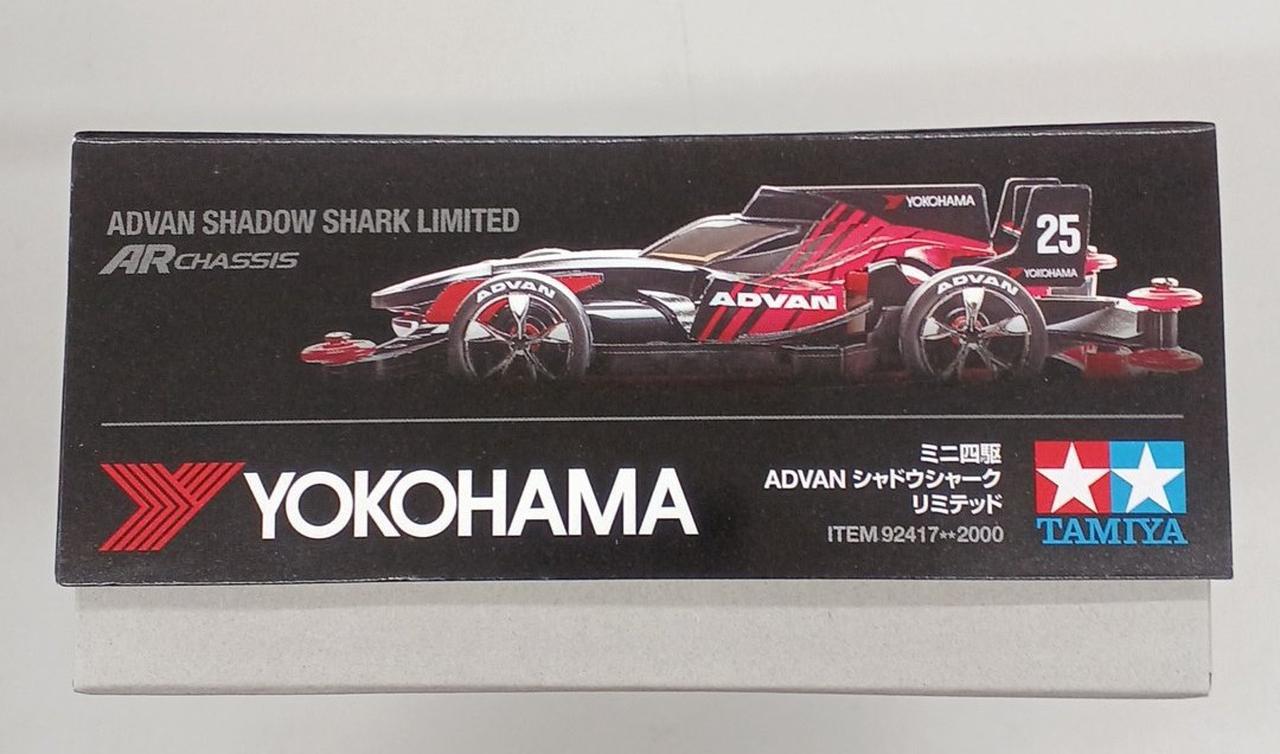 ADVAN SHADOW SHARK LIMITED
AR CHASSIS
YOKOHAMA
25
YOKOHAMA
ADVAN
ADVAN
ADVAN
YOKOHAMA
ミニ四駆
ADVAN シャドウシャーク
リミテッド
ITEM 92417**2000
TAMIYA